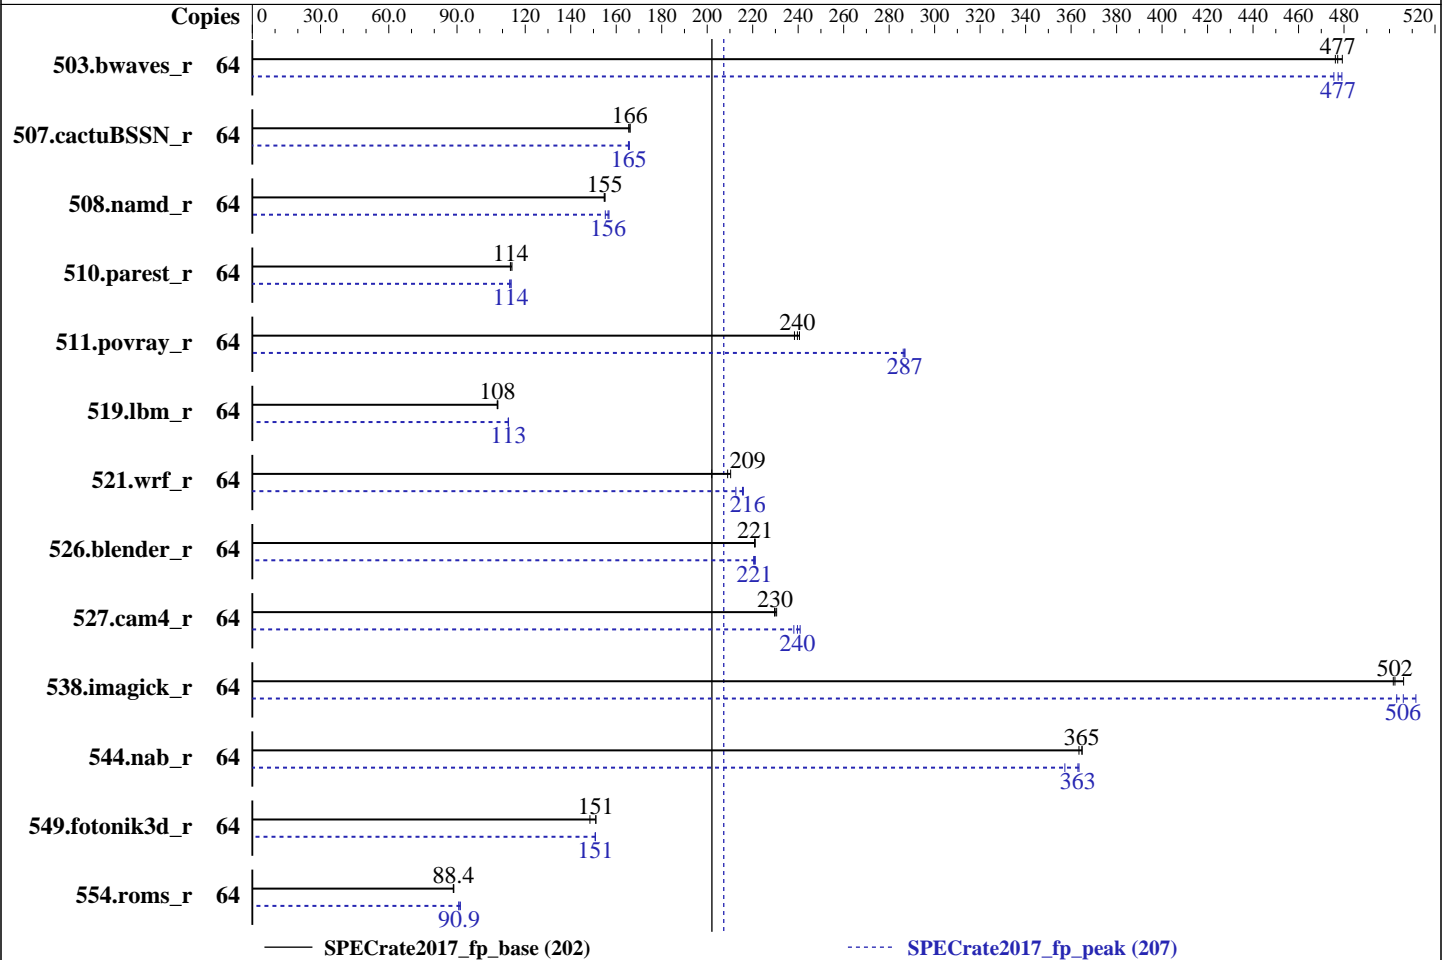 Copies 0 30.0 60.0 90.0 120 140 160 180 200 220 240 260 280 300 320 340 360 380 400 420 440 460 480 520
477
503.bwaves_r 64
477
166
507.cactuBSSN_r 64
165
155
508.namd_r 64
156
114
510.parest_r 64
114
240
511.povray_r 64
287
108
519.lbm_r 64
113
209
521.wrf_r 64
216
221
526.blender_r 64
221
230
527.cam4_r 64
240
502
538.imagick_r 64
506
365
544.nab_r 64
363
151
549.fotonik3d_r 64
151
88.4
554.roms_r 64
90.9
SPECrate2017_fp_base (202) SPECrate2017_fp_peak (207)